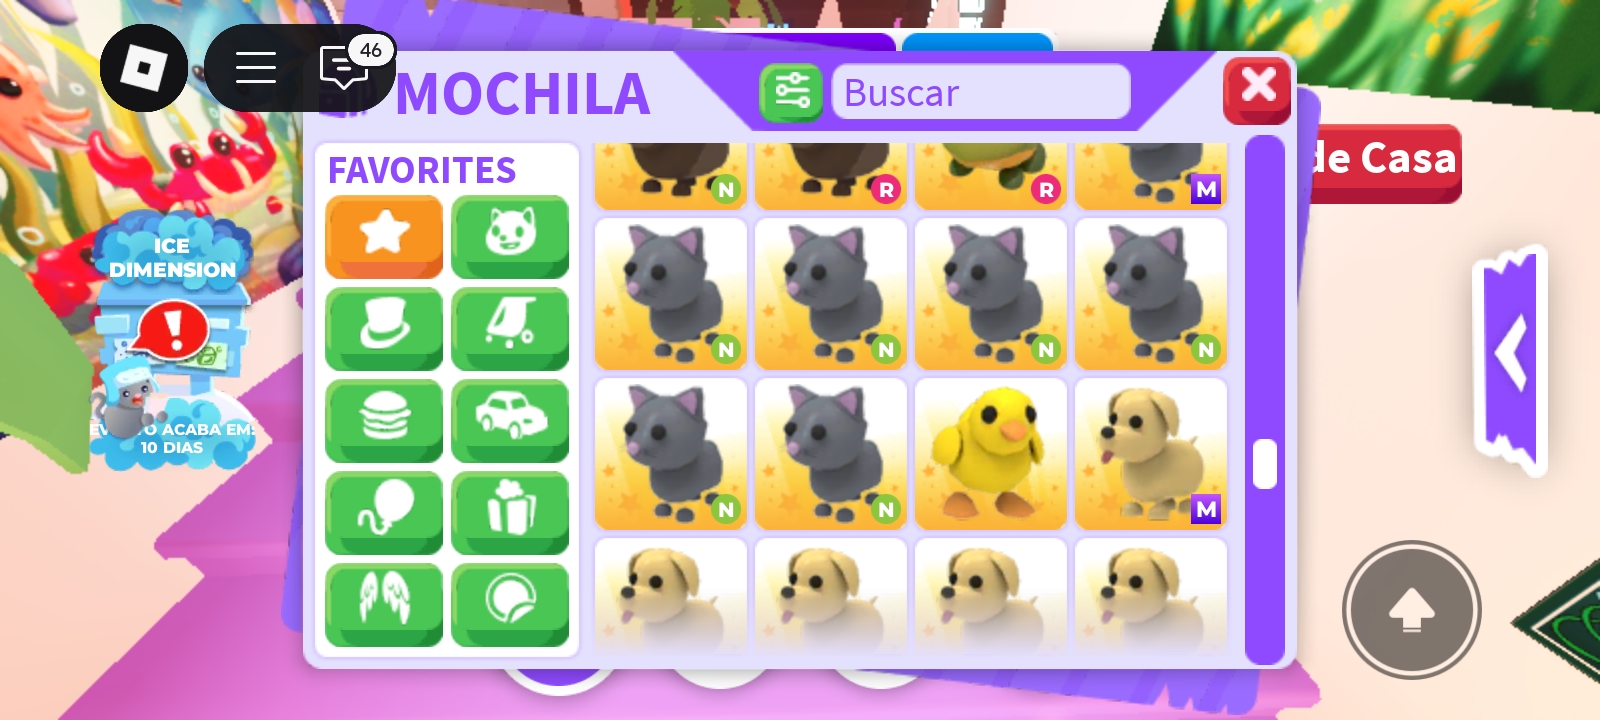 46
MOCHILA
Buscar
FAVORITES
de Casa
ICE
DIMENSION
!
ACABA EM:
10 DIAS
N
R
R
M
N
N
N
N
N
N
M